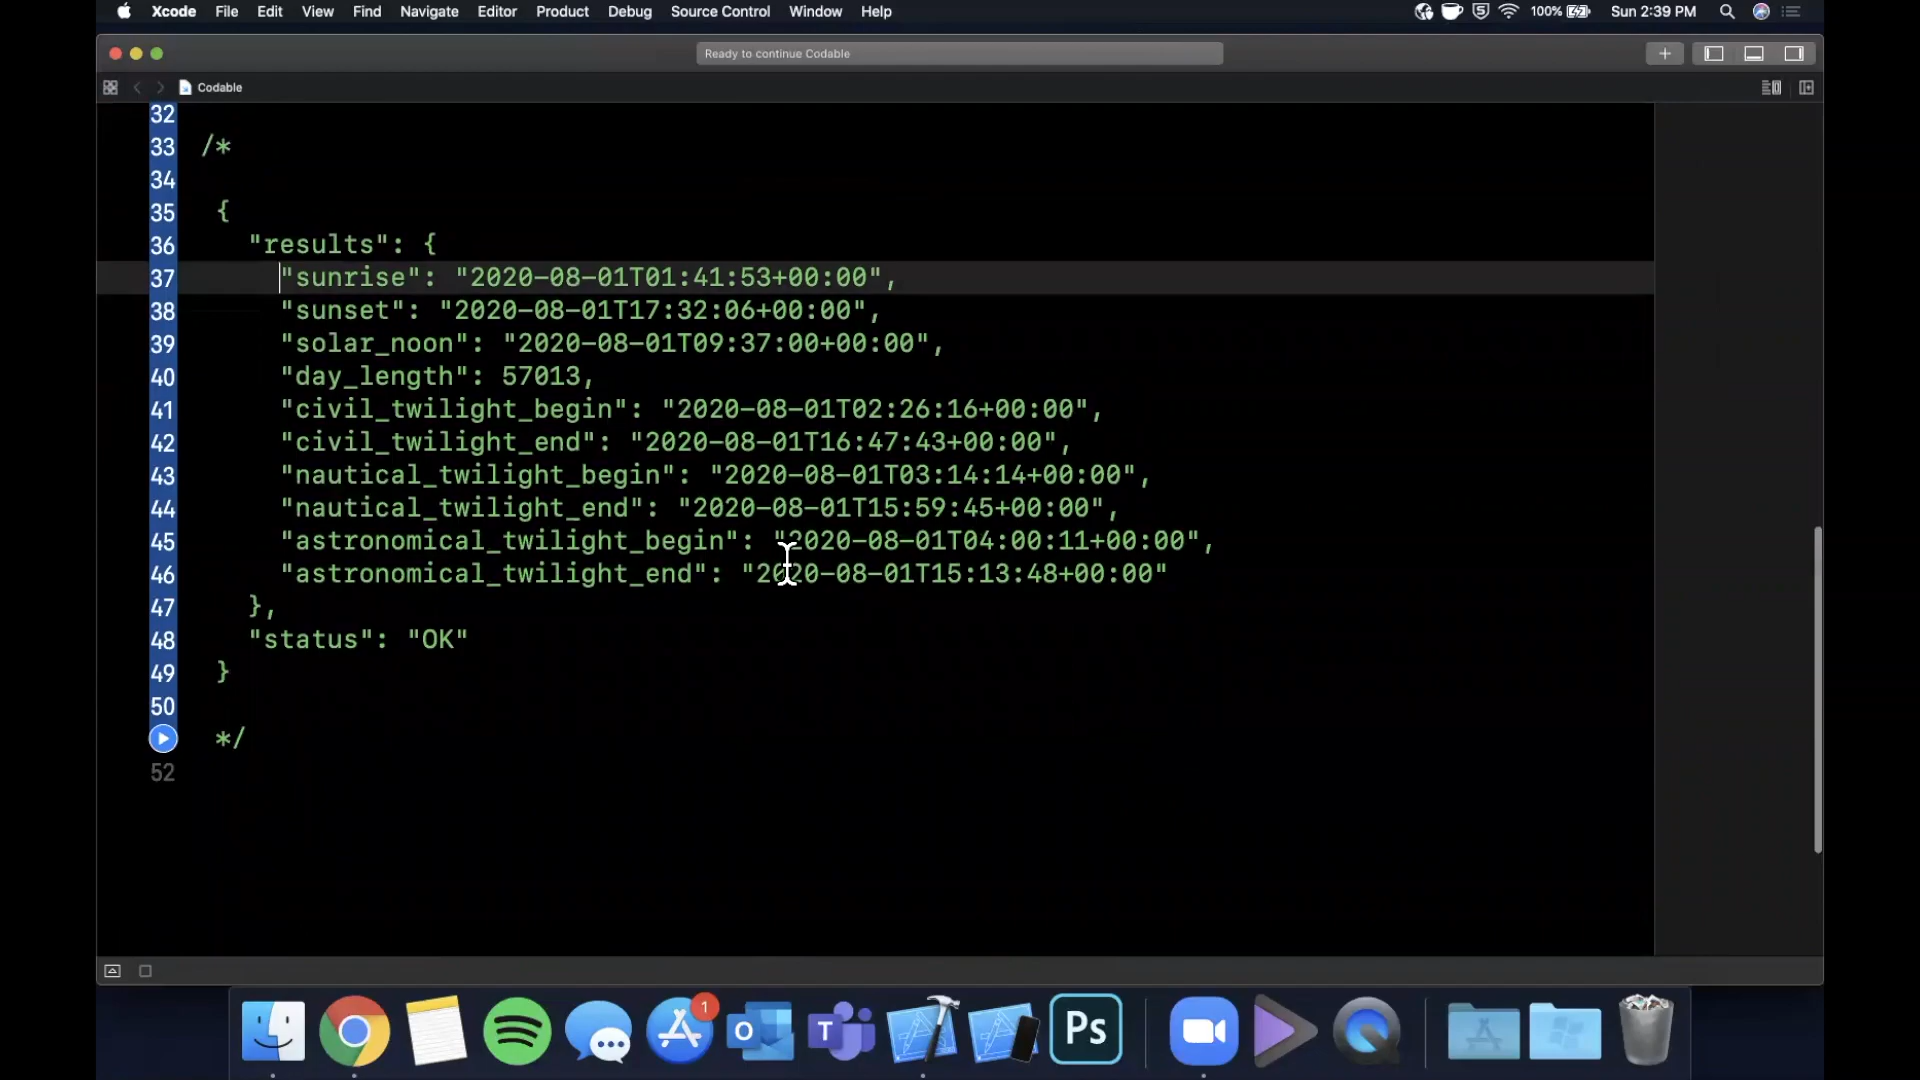 Xcode File Edit View Find Navigate Editor Product Debug Source Control Window Help 100% Sun 2:39 PM
Ready to continue Codable
Codable
32
33 /*
34
35 {
36 "results": {
37 "sunrise": "2020-08-01T01:41:53+00:00",
38 "sunset": "2020-08-01T17:32:06+00:00",
39 "solar_noon": "2020-08-01T09:37:00+00:00",
40 "day_length": 57013,
41 "civil_twilight_begin": "2020-08-01T02:26:16+00:00",
42 "civil_twilight_end": "2020-08-01T16:47:43+00:00",
43 "nautical_twilight_begin": "2020-08-01T03:14:14+00:00",
44 "nautical_twilight_end": "2020-08-01T15:59:45+00:00",
45 "astronomical_twilight_begin": "2020-08-01T04:00:11+00:00",
46 "astronomical_twilight_end": "2020-08-01T15:13:48+00:00"
47 },
48 "status": "OK"
49 }
50
*/
52
1
O
T
Ps